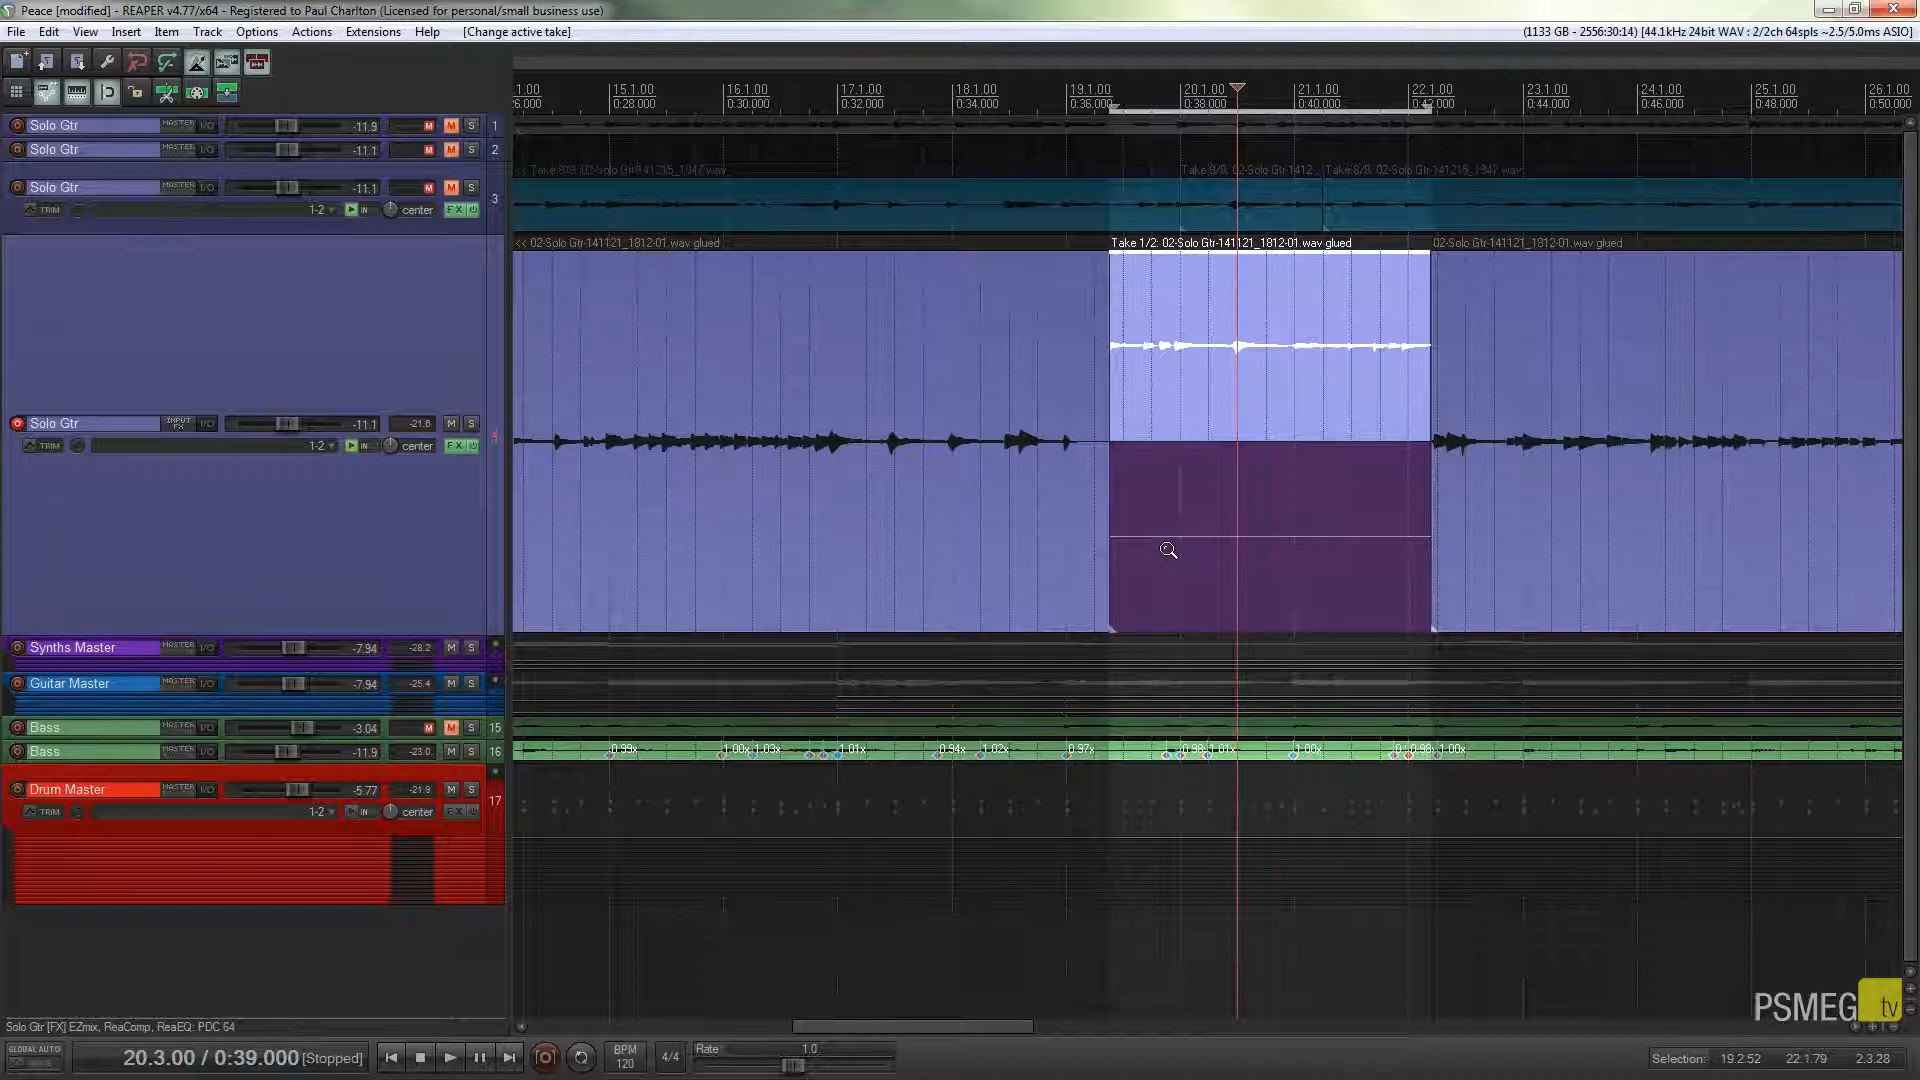 Peace [modified] - REAPER v4.77/x64 - Registered to Paul Charlton (Licensed for personal/small business use)
File Edit View Insert Item Track Options Actions Extensions Help [Change active take]
(1133 GB - 2556:30:14) [44.1kHz 24bit WAV : 2/2ch 64spls ~2.5/5.0ms ASIO]
15.1.00 16.1.00 17.1.00 18.1.00 19.1.00 20.1.00 21.1.00 22.1.00 23.1.00 24.1.00 25.1.00 26.1.00
0:28.000 0:30.000 0:32.000 0:34.000 0:36.000 0:38.000 0:40.000 0:42.000 0:44.000 0:46.000 0:48.000 0:50.000
Solo Gtr MASTER I/O -11.9 M M S 1
Solo Gtr MASTER I/O -11.1 M M S 2
Take 8/8: 02-Solo Gtr-141215_1947.wav Take 8/8: 02-Solo Gtr-1412 Take 8/8: 02-Solo Gtr-141215_1947.wav
Solo Gtr MASTER I/O -11.1 M M S 3
TRIM 1-2 IN center FX
<< 02-Solo Gtr-141121_1812-01.wav glued Take 1/2: 02-Solo Gtr-141121_1812-01.wav glued 02-Solo Gtr-141121_1812-01.wav glued
Solo Gtr INPUT FX I/O -11.1 -21.8 M S 4
TRIM 1-2 IN center FX
Synths Master MASTER I/O -7.94 -28.2 M S
Guitar Master MASTER I/O -7.94 -25.4 M S
Bass MASTER I/O -3.04 M M S 15
Bass MASTER I/O -11.9 -23.0 M S 16
0.99x 1.00x 1.03x 1.01x 0.94x 1.02x 0.97x 0.98 1.01x 1.00x 0.98x 1.00x
Drum Master MASTER I/O -5.77 -21.9 M S 17
TRIM 1-2 IN center FX
PSMEG tv
Solo Gtr [FX] EZmix, ReaComp, ReaEQ: PDC 64
GLOBAL AUTO
20.3.00 / 0:39.000 [Stopped]
BPM 120
4/4
Rate 1.0
Selection: 19.2.52 22.1.79 2.3.28